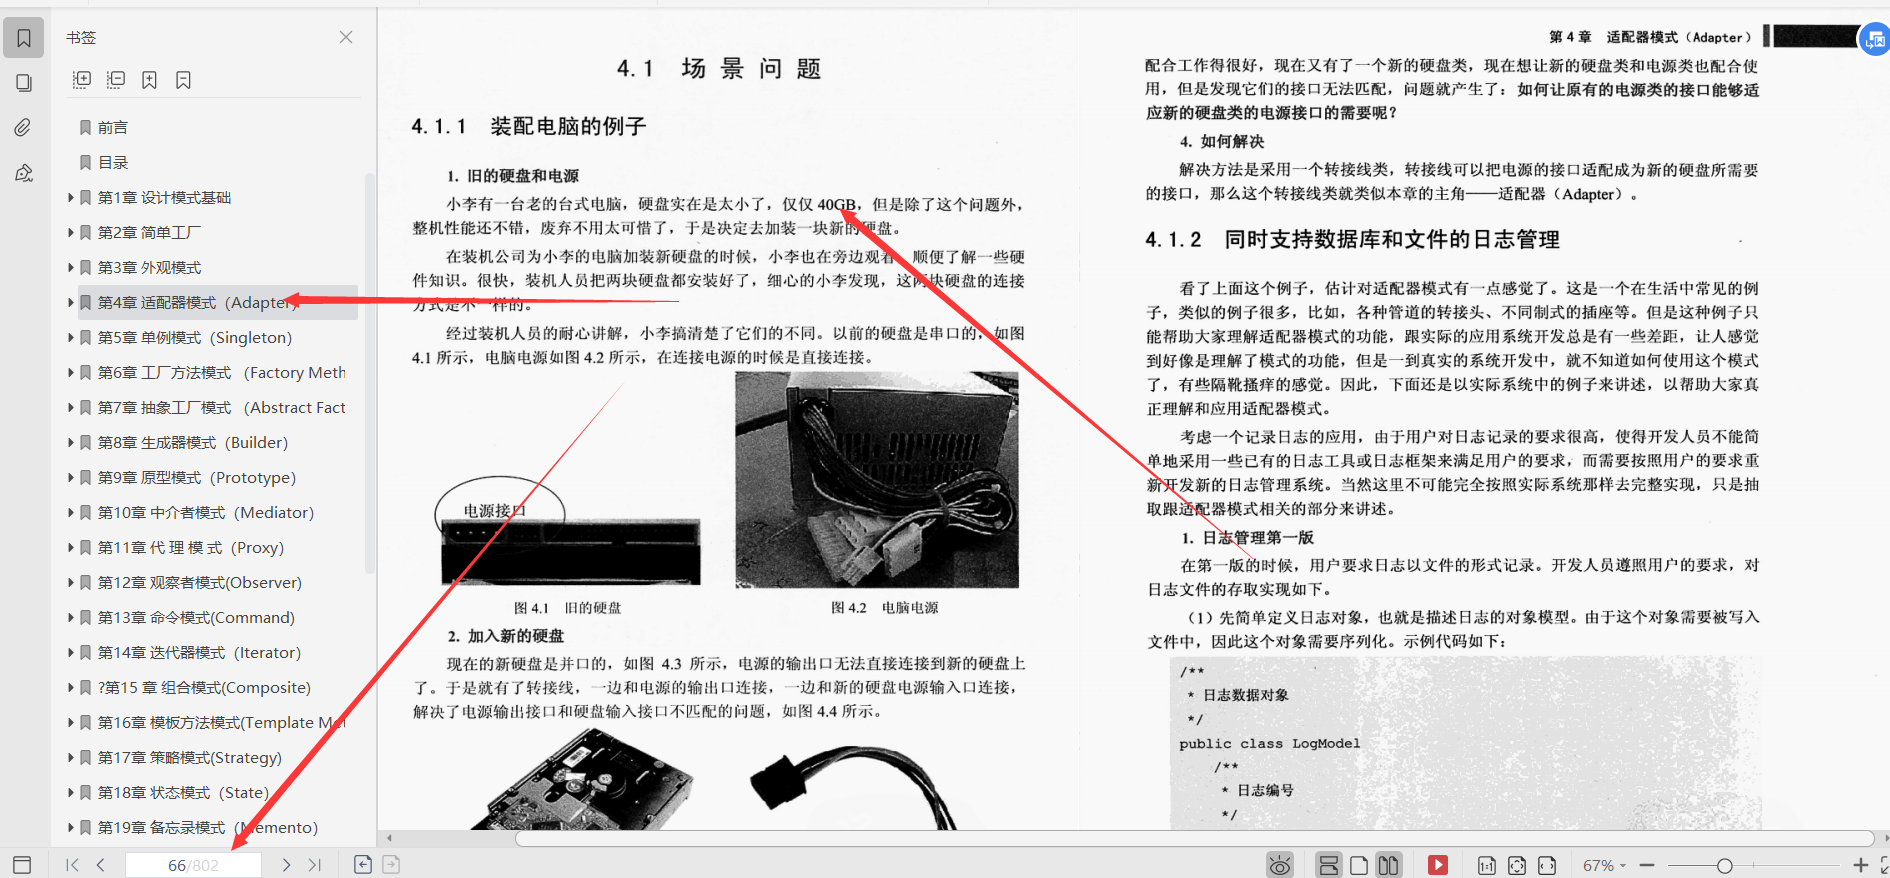 书签
前言
目录
第1章 设计模式基础
第2章 简单工厂
第3章 外观模式
第4章 适配器模式（Adapter）
第5章 单例模式（Singleton）
第6章 工厂方法模式 （Factory Meth
第7章 抽象工厂模式 （Abstract Fact
第8章 生成器模式（Builder）
第9章 原型模式（Prototype）
第10章 中介者模式（Mediator）
第11章 代 理 模 式（Proxy）
第12章 观察者模式(Observer)
第13章 命令模式(Command)
第14章 迭代器模式（Iterator）
?第15 章 组合模式(Composite)
第16章 模板方法模式(Template Met
第17章 策略模式(Strategy)
第18章 状态模式（State）
第19章 备忘录模式（Memento）
4.1 场 景 问 题
4.1.1 装配电脑的例子
1. 旧的硬盘和电源
小李有一台老的台式电脑，硬盘实在是太小了，仅仅 40GB，但是除了这个问题外，
整机性能还不错，废弃不用太可惜了，于是决定去加装一块新的硬盘。
在装机公司为小李的电脑加装新硬盘的时候，小李也在旁边观看，顺便了解一些硬
件知识。很快，装机人员把两块硬盘都安装好了，细心的小李发现，这两块硬盘的连接
方式是不一样的。
经过装机人员的耐心讲解，小李搞清楚了它们的不同。以前的硬盘是串口的，如图
4.1 所示，电脑电源如图 4.2 所示，在连接电源的时候是直接连接。
电源接口
图 4.1 旧的硬盘
图 4.2 电脑电源
2. 加入新的硬盘
现在的新硬盘是并口的，如图 4.3 所示，电源的输出口无法直接连接到新的硬盘上
了。于是就有了转接线，一边和电源的输出口连接，一边和新的硬盘电源输入口连接，
解决了电源输出接口和硬盘输入接口不匹配的问题，如图 4.4 所示。
第 4 章 适配器模式（Adapter）
配合工作得很好，现在又有了一个新的硬盘类，现在想让新的硬盘类和电源类也配合使
用，但是发现它们的接口无法匹配，问题就产生了：如何让原有的电源类的接口能够适
应新的硬盘类的电源接口的需要呢？
4. 如何解决
解决方法是采用一个转接线类，转接线可以把电源的接口适配成为新的硬盘所需要
的接口，那么这个转接线类就类似本章的主角——适配器（Adapter）。
4.1.2 同时支持数据库和文件的日志管理
看了上面这个例子，估计对适配器模式有一点感觉了。这是一个在生活中常见的例
子，类似的例子很多，比如，各种管道的转接头、不同制式的插座等。但是这种例子只
能帮助大家理解适配器模式的功能，跟实际的应用系统开发总是有一些差距，让人感觉
到好像是理解了模式的功能，但是一到真实的系统开发中，就不知道如何使用这个模式
了，有些隔靴搔痒的感觉。因此，下面还是以实际系统中的例子来讲述，以帮助大家真
正理解和应用适配器模式。
考虑一个记录日志的应用，由于用户对日志记录的要求很高，使得开发人员不能简
单地采用一些已有的日志工具或日志框架来满足用户的要求，而需要按照用户的要求重
新开发新的日志管理系统。当然这里不可能完全按照实际系统那样去完整实现，只是抽
取跟适配器模式相关的部分来讲述。
1. 日志管理第一版
在第一版的时候，用户要求日志以文件的形式记录。开发人员遵照用户的要求，对
日志文件的存取实现如下。
（1）先简单定义日志对象，也就是描述日志的对象模型。由于这个对象需要被写入
文件中，因此这个对象需要序列化。示例代码如下：
/**
* 日志数据对象
*/
public class LogModel
/**
* 日志编号
*/
66/802
1:1
67%